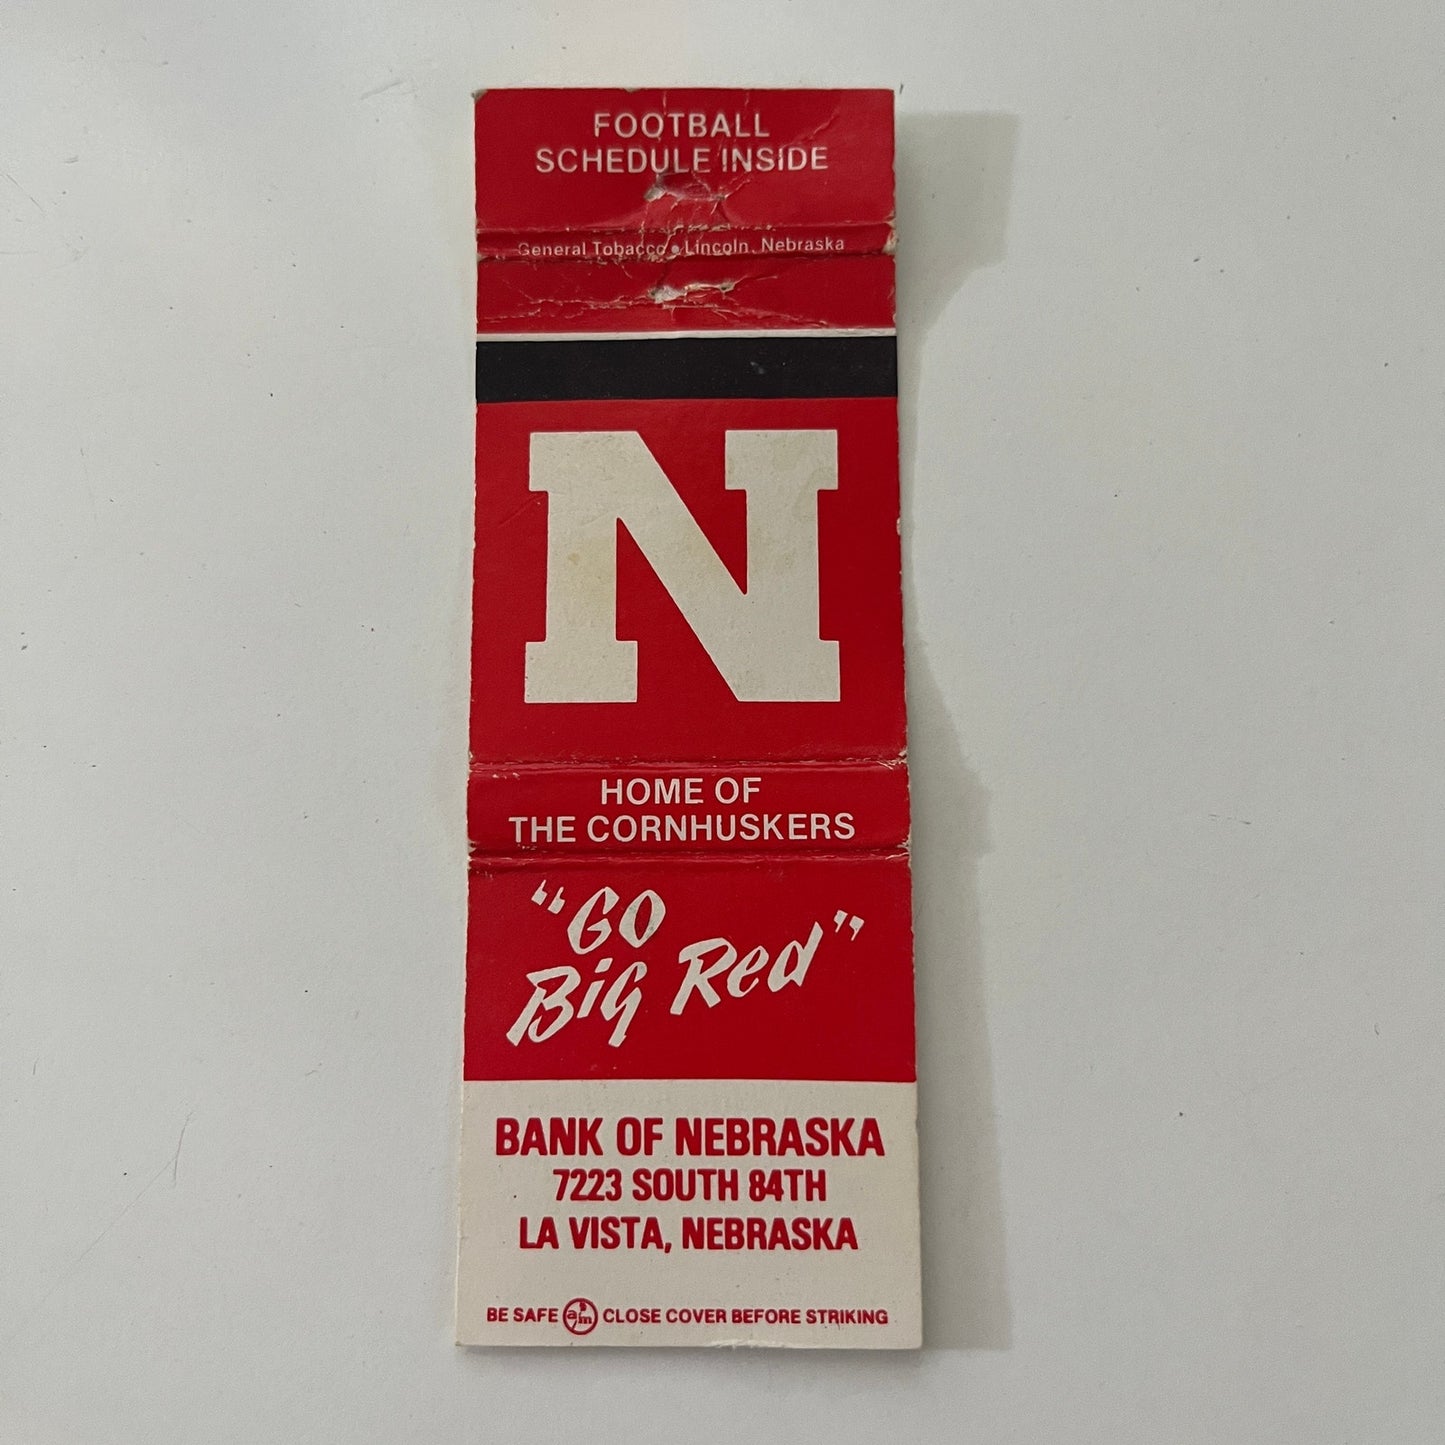 FOOTBALL
SCHEDULE INSIDE
General Tobacco • Lincoln, Nebraska
N
HOME OF
THE CORNHUSKERS
"GO
BiG Red"
BANK OF NEBRASKA
7223 SOUTH 84TH
LA VISTA, NEBRASKA
BE SAFE a/m CLOSE COVER BEFORE STRIKING